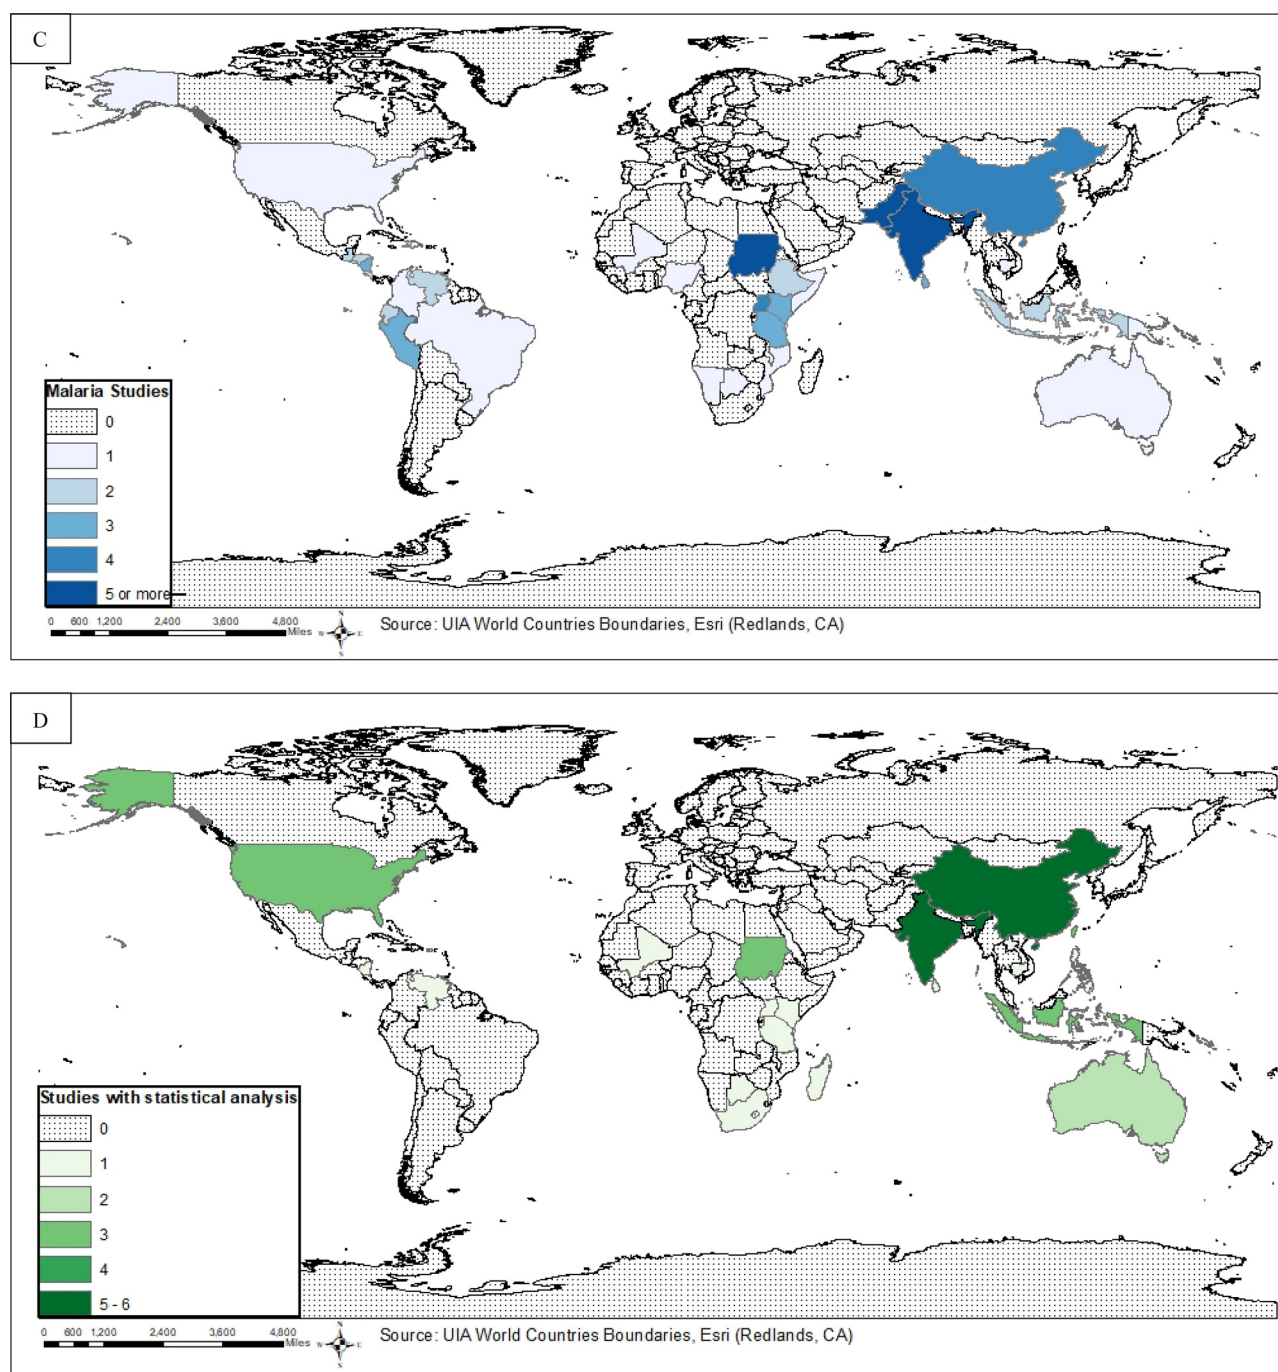 C
Malaria Studies
0
1
2
3
4
5 or more
0 600 1,200 2,400 3,600 4,800
Miles
N
W E
S
Source: UIA World Countries Boundaries, Esri (Redlands, CA)
D
Studies with statistical analysis
0
1
2
3
4
5 - 6
0 600 1,200 2,400 3,600 4,800
Miles
N
W E
S
Source: UIA World Countries Boundaries, Esri (Redlands, CA)